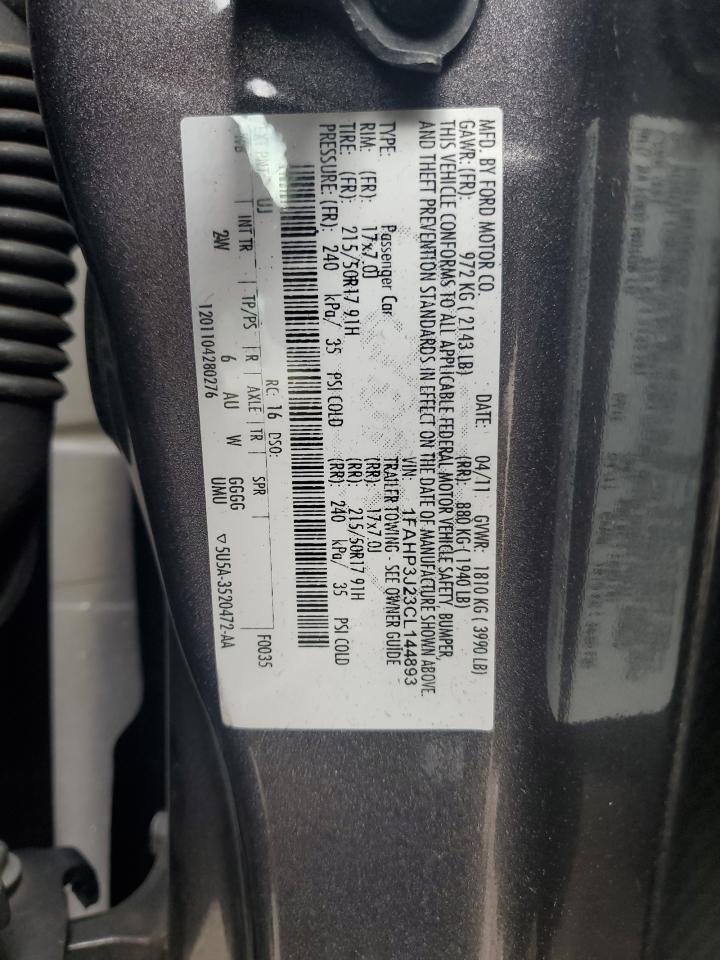 MFD. BY FORD MOTOR CO. DATE: 04/11 GVWR: 1810 KG ( 3990 LB)
GAWR: (FR): 972 KG ( 2143 LB) (RR): 880 KG ( 1940 LB)
THIS VEHICLE CONFORMS TO ALL APPLICABLE FEDERAL MOTOR VEHICLE SAFETY, BUMPER,
AND THEFT PREVENTION STANDARDS IN EFFECT ON THE DATE OF MANUFACTURE SHOWN ABOVE.
VIN: 1FAHP3J23CL144893
TYPE: Passenger Car TRAILER TOWING - SEE OWNER GUIDE
RIM: (FR): 17x7.0J (RR): 17x7.0J
TIRE: (FR): 215/50R17 91H (RR): 215/50R17 91H
PRESSURE: (FR): 240 kPa/ 35 PSI COLD (RR): 240 kPa/ 35 PSI COLD
UJ RC: 16 DSO: F0035
INT TR TP/PS R AXLE TR SPR
2W 6 AU W GGGG
UMU
1201104280276 5U5A-3520472-AA